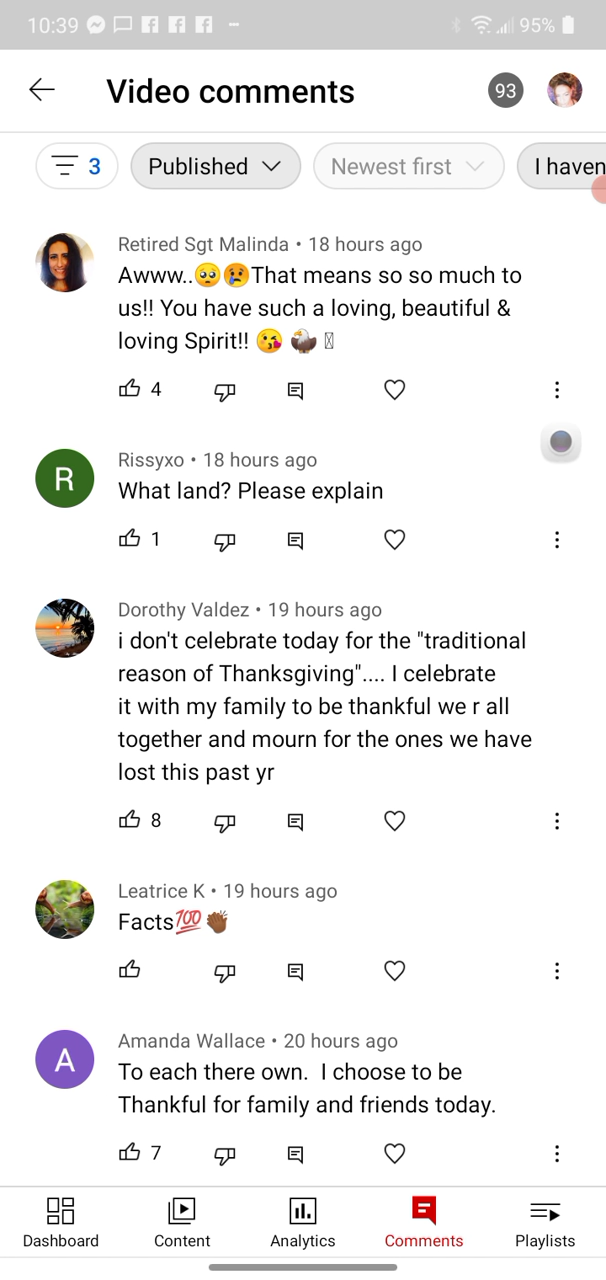 10:39
95%
Video comments
93
3
Published
Newest first
I haven
Retired Sgt Malinda • 18 hours ago
Awww..🥺😢That means so so much to
us!! You have such a loving, beautiful &
loving Spirit!! 😘 🦅
4
Rissyxo • 18 hours ago
R
What land? Please explain
1
Dorothy Valdez • 19 hours ago
i don't celebrate today for the "traditional
reason of Thanksgiving".... I celebrate
it with my family to be thankful we r all
together and mourn for the ones we have
lost this past yr
8
Leatrice K • 19 hours ago
Facts💯👏🏾
Amanda Wallace • 20 hours ago
A
To each there own.  I choose to be
Thankful for family and friends today.
7
Dashboard
Content
Analytics
Comments
Playlists